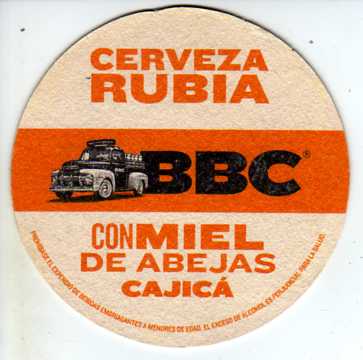 CERVEZA
RUBIA
BBC®
CON MIEL
DE ABEJAS
CAJICÁ
PROHÍBESE EL EXPENDIO DE BEBIDAS EMBRIAGANTES A MENORES DE EDAD. EL EXCESO DE ALCOHOL ES PERJUDICIAL PARA LA SALUD.